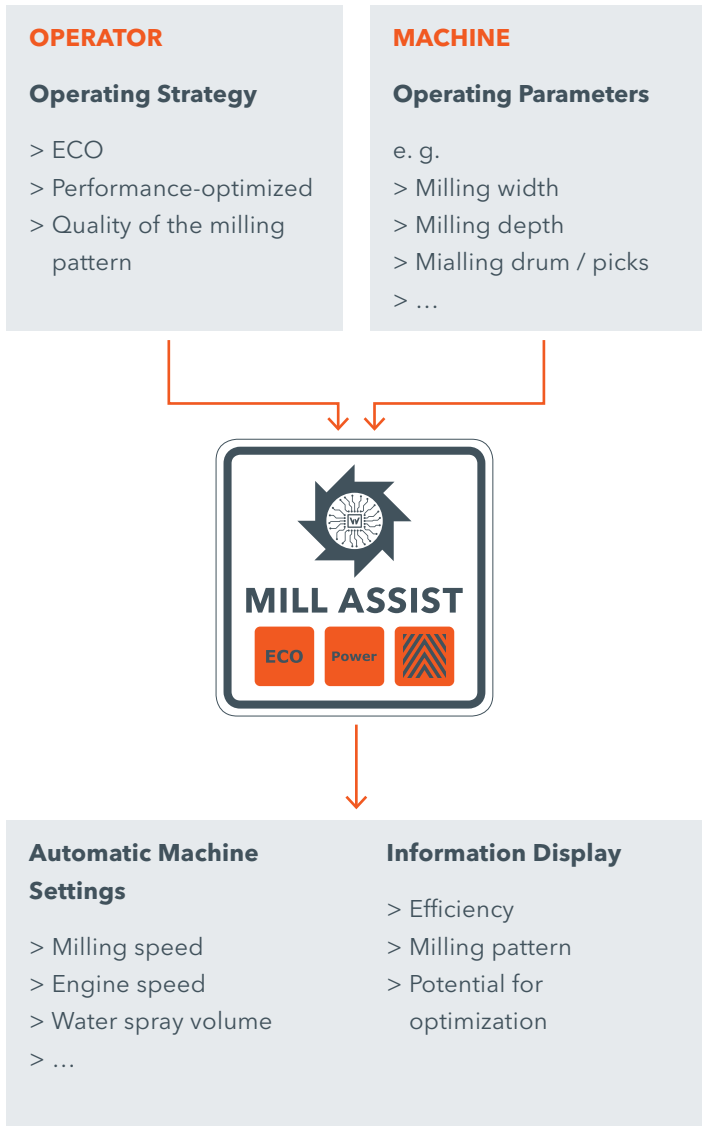 OPERATOR
Operating Strategy
> ECO
> Performance-optimized
> Quality of the milling
pattern
MACHINE
Operating Parameters
e. g.
> Milling width
> Milling depth
> Mialling drum / picks
> ...
W
MILL ASSIST
ECO
Power
Automatic Machine
Settings
> Milling speed
> Engine speed
> Water spray volume
> ...
Information Display
> Efficiency
> Milling pattern
> Potential for
optimization